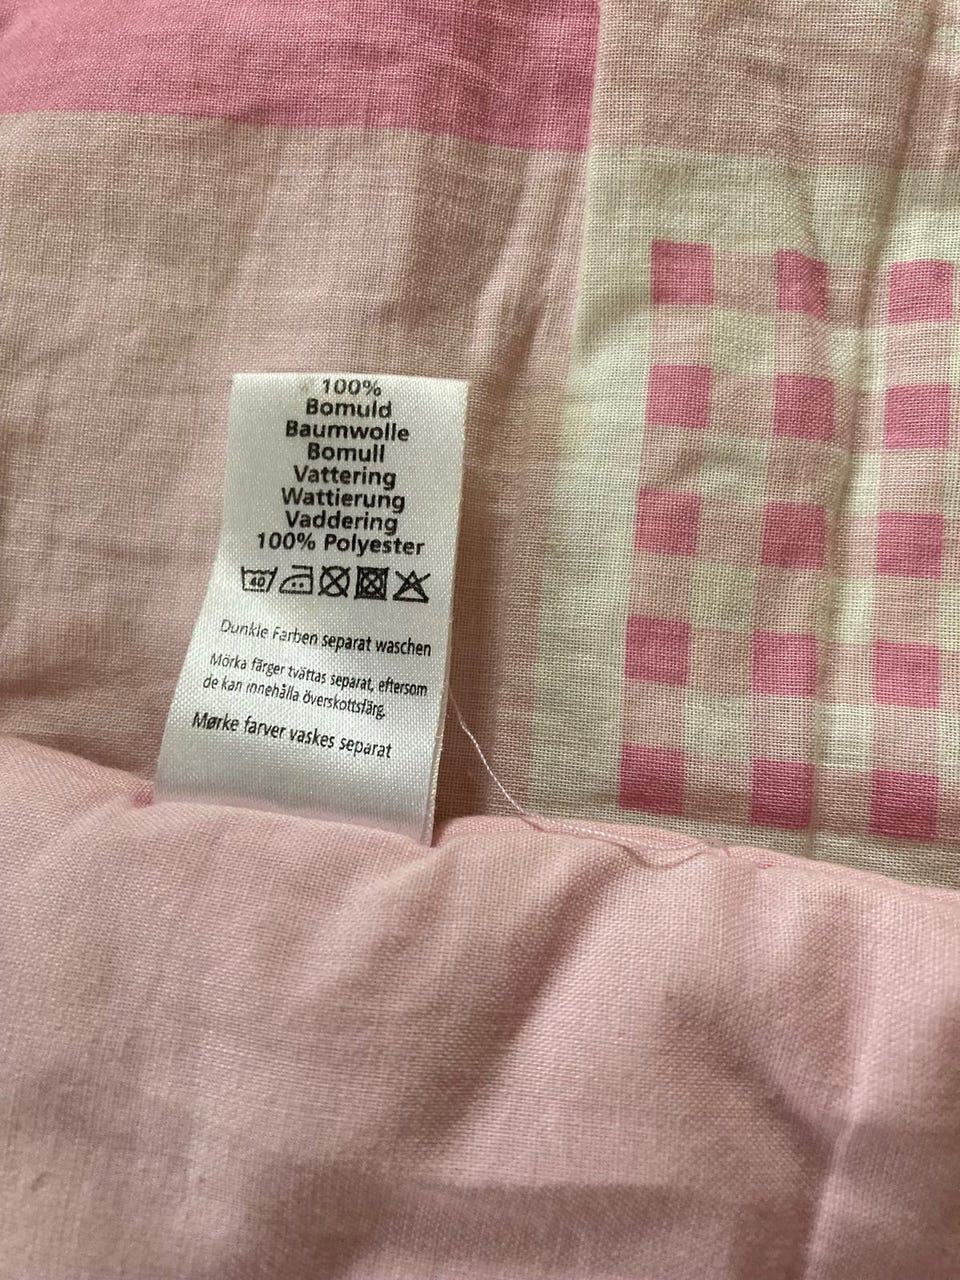 100%
Bomuld
Baumwolle
Bomull
Vattering
Wattierung
Vaddering
100% Polyester
40
Dunkle Farben separat waschen
Mörka färger tvättas separat, eftersom
de kan innehålla överskottsfärg.
Mørke farver vaskes separat